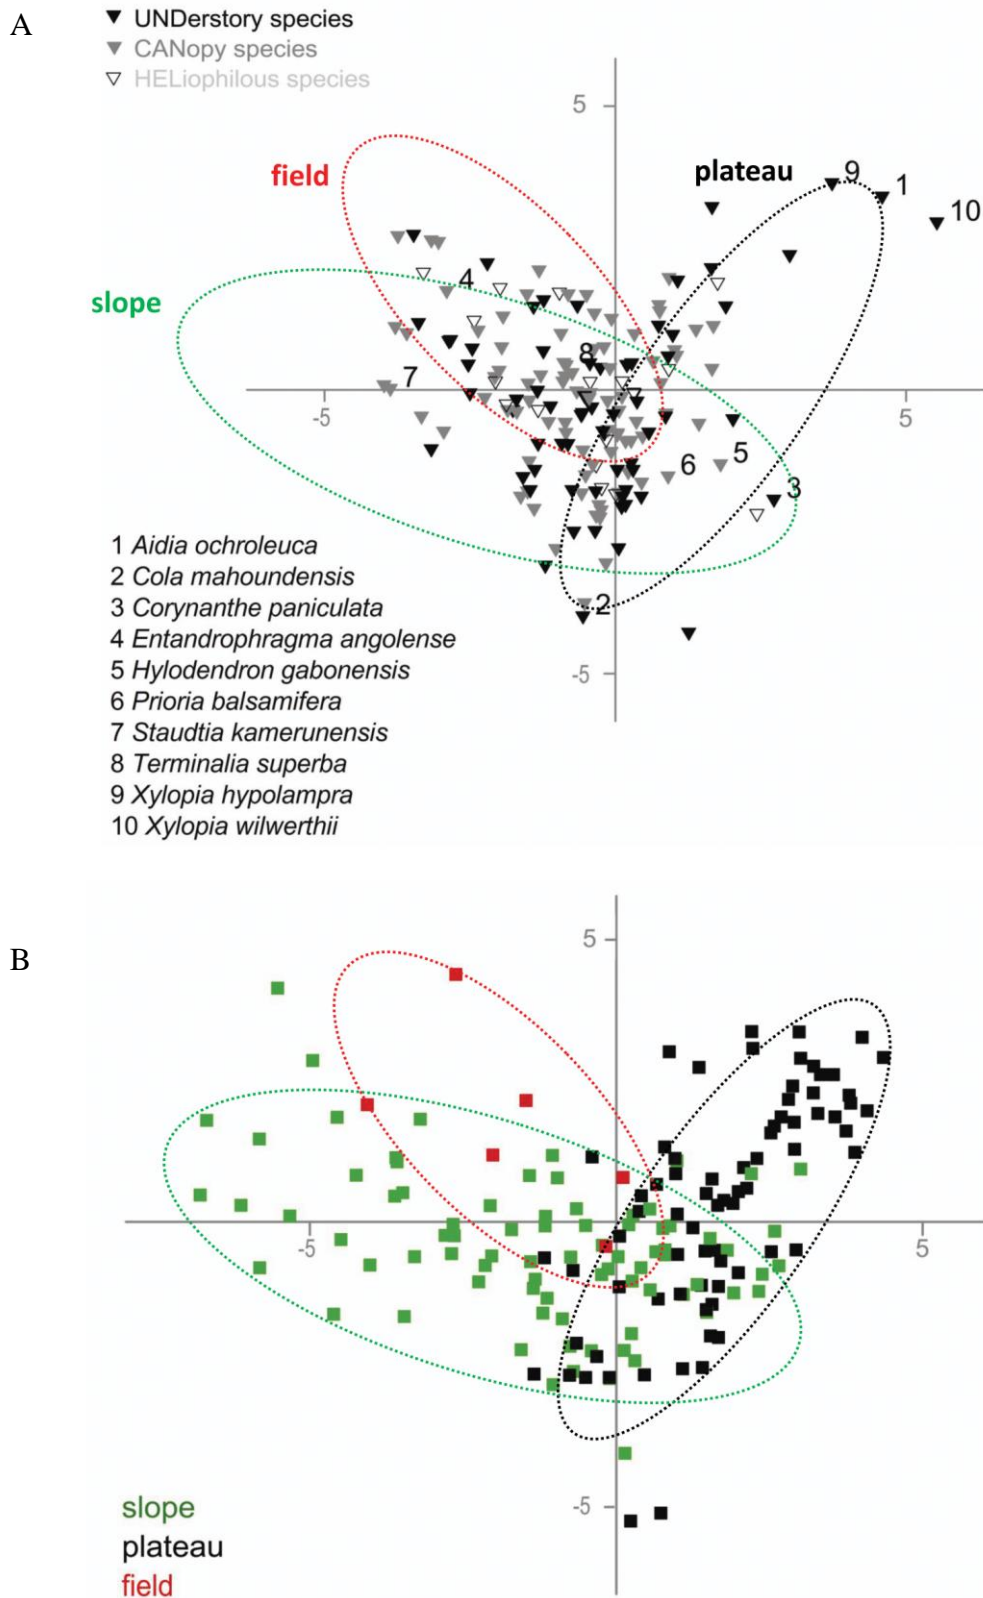 A
UNDerstory species
CANopy species
HELiophilous species
5
field
plateau
9
1
10
4
slope
8
7
-5
5
5
6
3
2
-5
1 Aidia ochroleuca
2 Cola mahoundensis
3 Corynanthe paniculata
4 Entandrophragma angolense
5 Hylodendron gabonensis
6 Prioria balsamifera
7 Staudtia kamerunensis
8 Terminalia superba
9 Xylopia hypolampra
10 Xylopia wilwerthii
B
5
-5
5
-5
slope
plateau
field